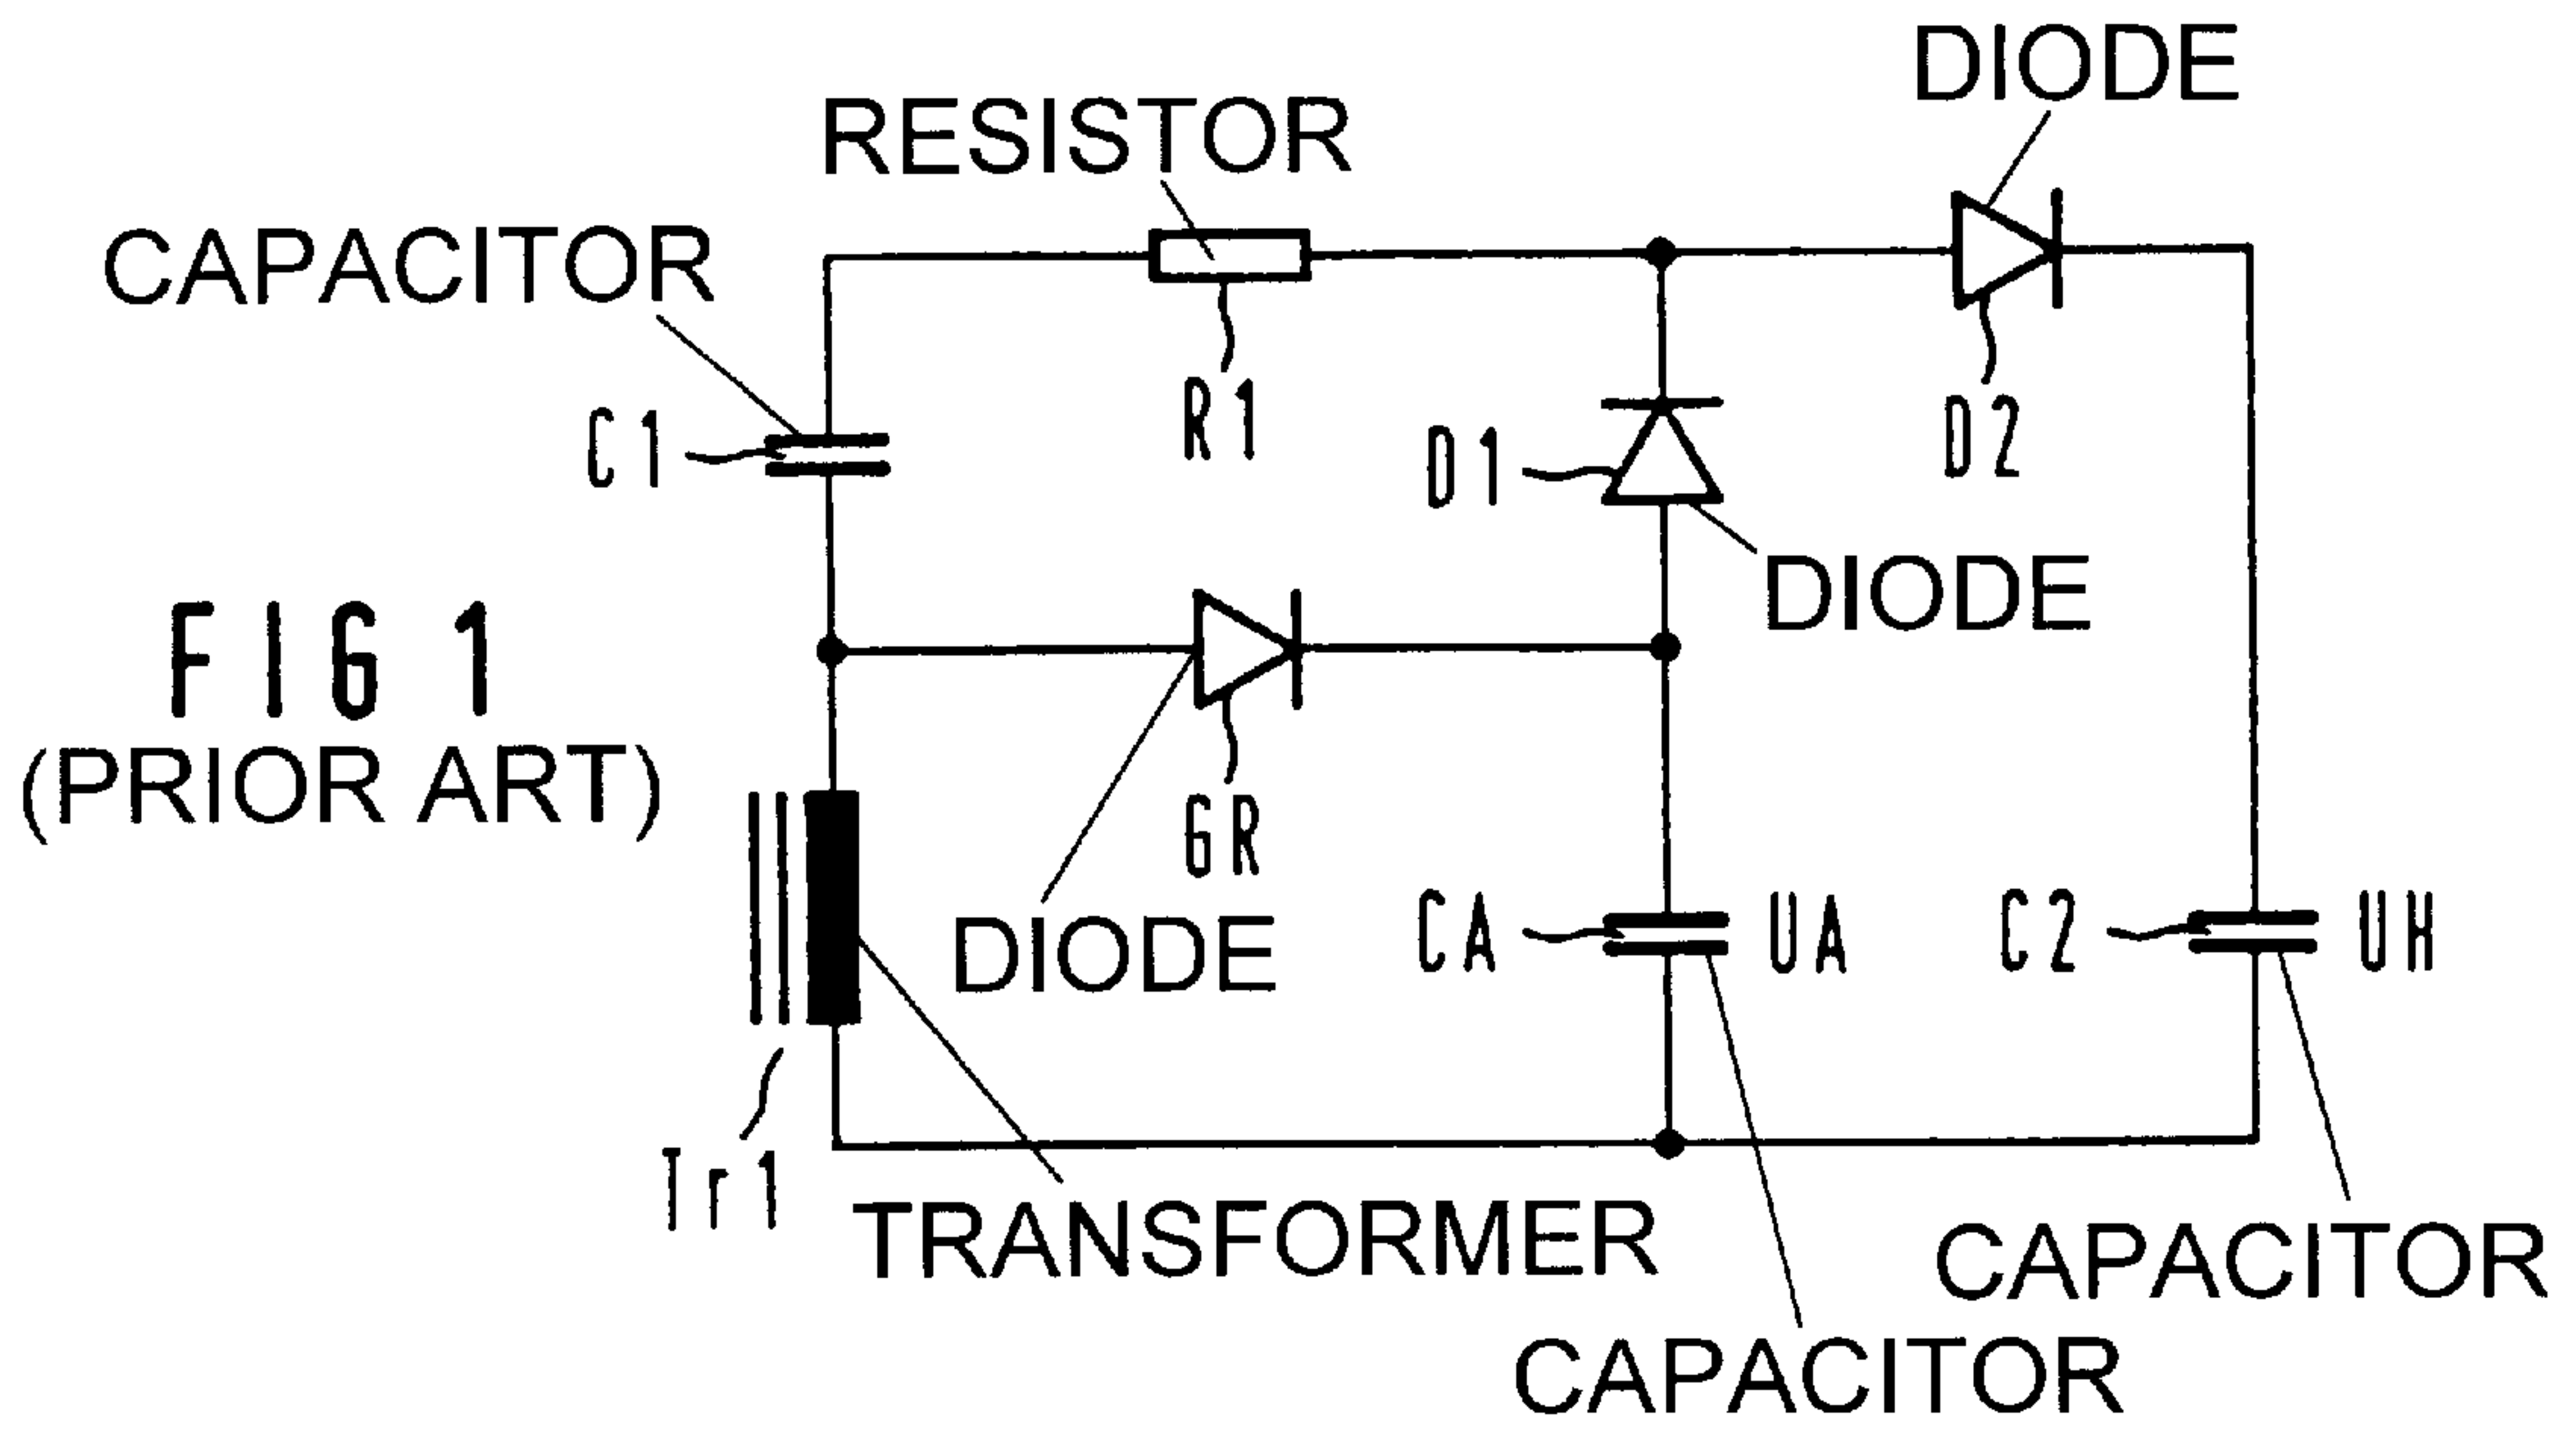 DIODE
RESISTOR
CAPACITOR
C1
R1
D1
D2
DIODE
FIG 1
(PRIOR ART)
GR
DIODE
CA
UA
C2
UH
Tr1
TRANSFORMER
CAPACITOR
CAPACITOR